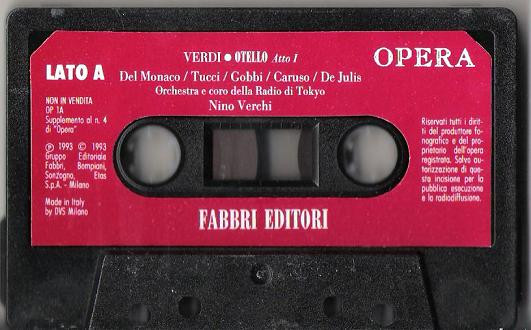 VERDI ● OTELLO Atto I
OPERA
LATO A
Del Monaco / Tucci / Gobbi / Caruso / De Julis
Orchestra e coro della Radio di Tokyo
Nino Verchi
NON IN VENDITA
OP 1A
Supplemento al n. 4
di "Opera"
℗ 1993 © 1993
Gruppo Editoriale
Fabbri, Bompiani,
Sonzogno, Etas
S.p.A. - Milano
Made in Italy
by DVS Milano
Riservati tutti i dirit-
ti del produttore fo-
nografico e del pro-
prietario dell'opera
registrata. Salvo au-
torizzazione di que-
sta incisione per la
pubblica esecuzione
e la radiodiffusione.
FABBRI EDITORI